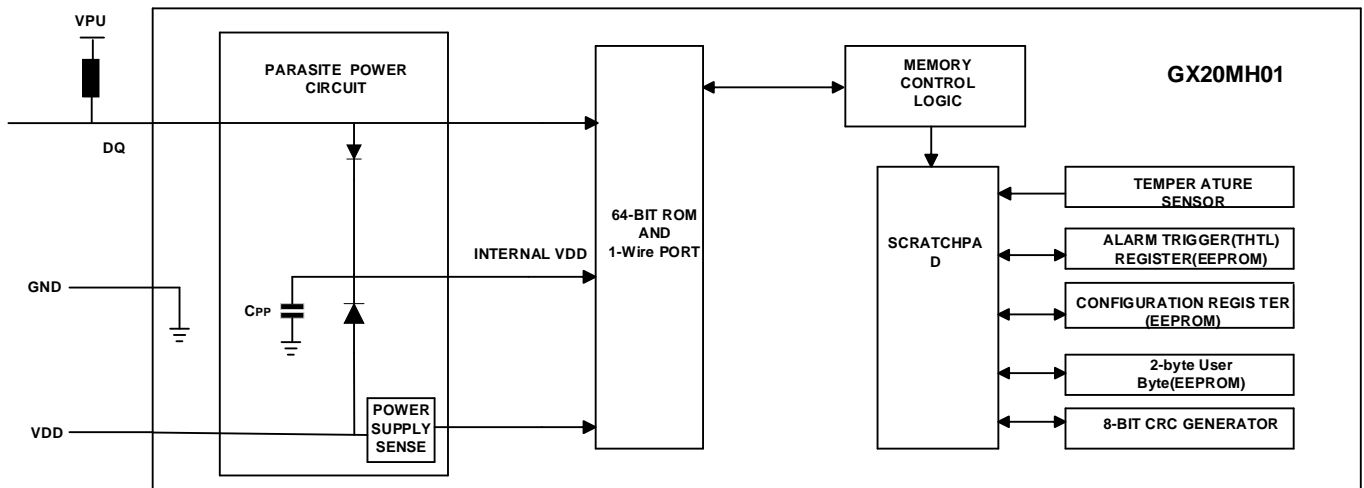 VPU
PARASITE POWER
CIRCUIT
DQ
GND
CPP
INTERNAL VDD
VDD
POWER
SUPPLY
SENSE
64-BIT ROM
AND
1-Wire PORT
MEMORY
CONTROL
LOGIC
GX20MH01
SCRATCHPA
D
TEMPER ATURE
SENSOR
ALARM TRIGGER(THTL)
REGISTER(EEPROM)
CONFIGURATION REGIS TER
(EEPROM)
2-byte User
Byte(EEPROM)
8-BIT CRC GENERATOR